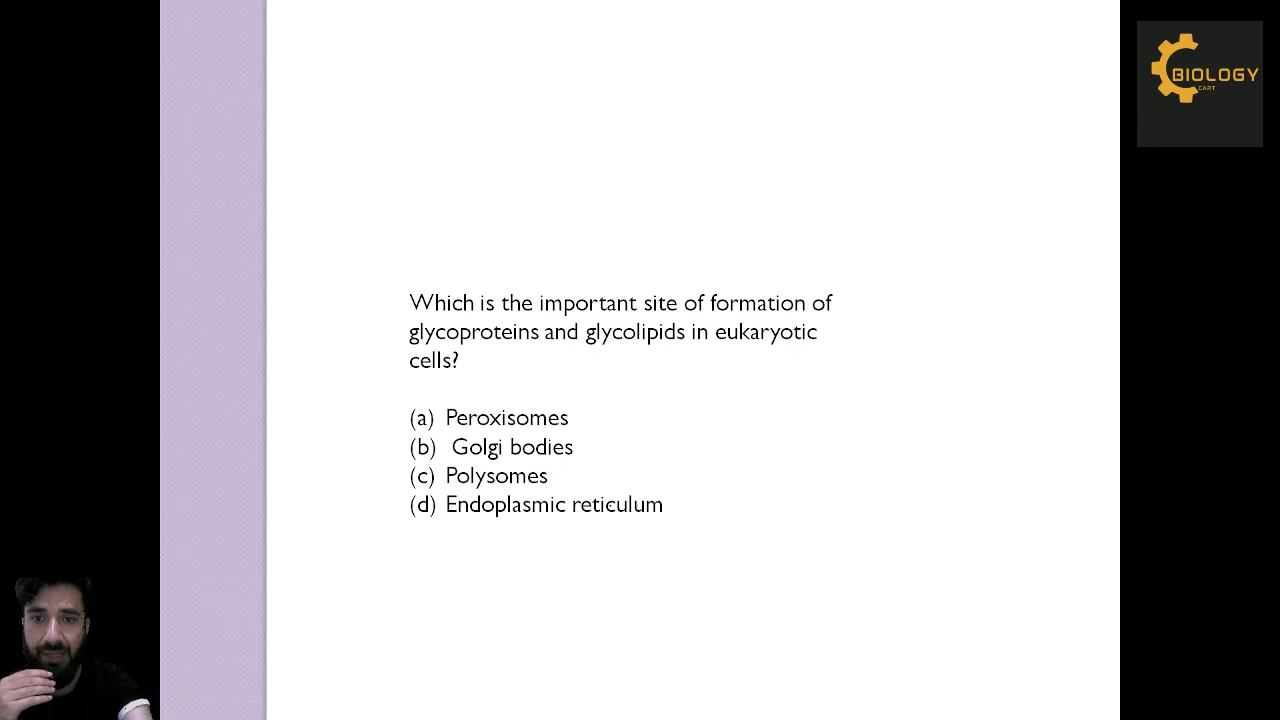 BIOLOGY
CART
Which is the important site of formation of
glycoproteins and glycolipids in eukaryotic
cells?
(a) Peroxisomes
(b) Golgi bodies
(c) Polysomes
(d) Endoplasmic reticulum